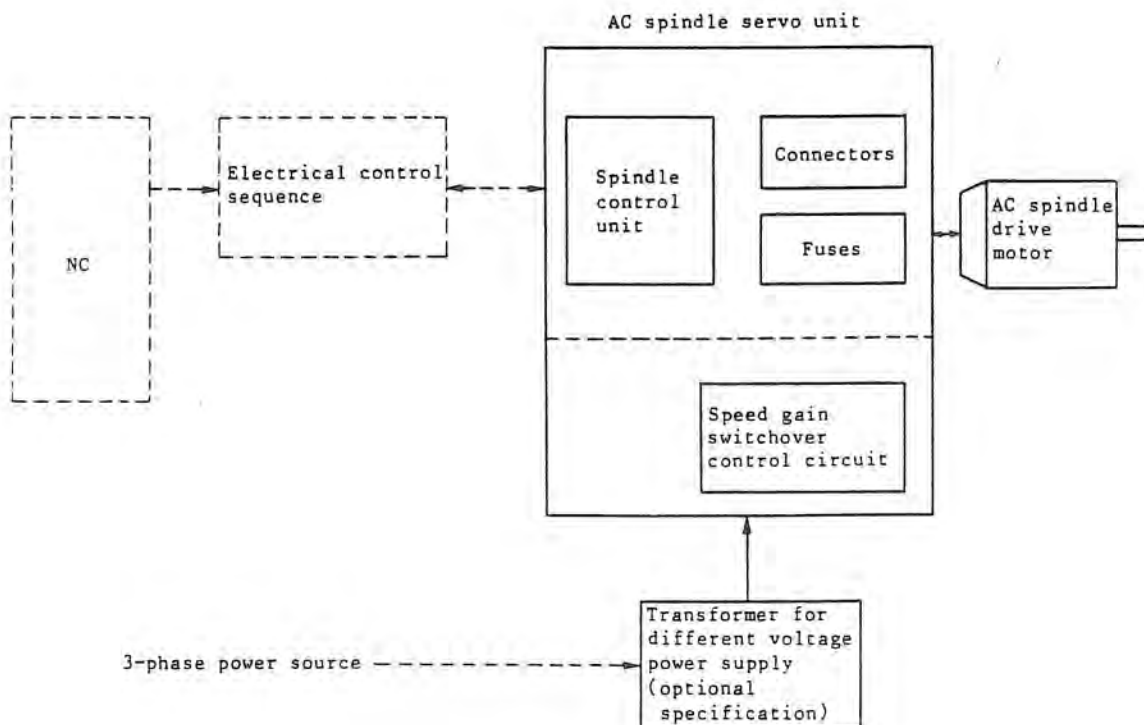 AC spindle servo unit
NC
Electrical control
sequence
Spindle
control
unit
Connectors
Fuses
AC spindle
drive
motor
Speed gain
switchover
control circuit
3-phase power source
Transformer for
different voltage
power supply
(optional
specification)